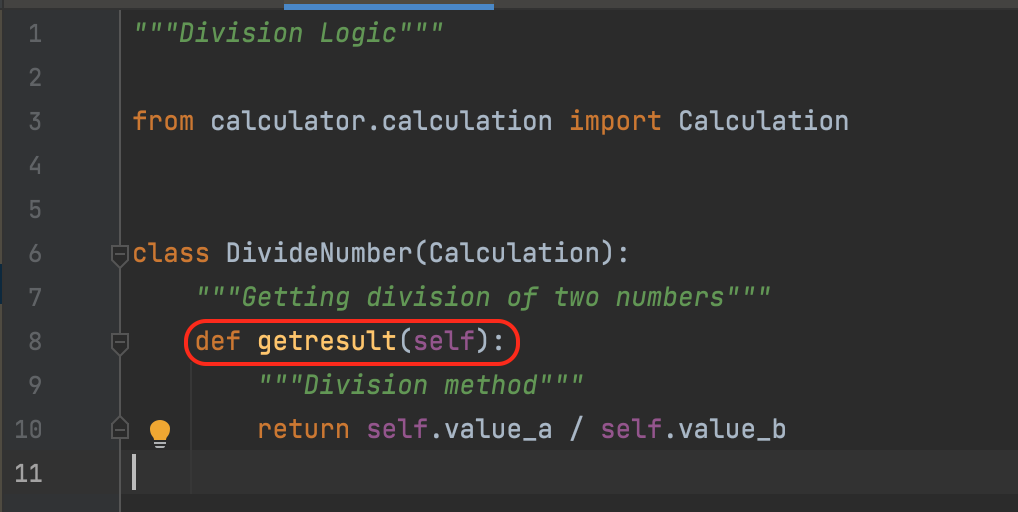 1 """Division Logic"""
2
3 from calculator.calculation import Calculation
4
5
6 class DivideNumber(Calculation):
7     """Getting division of two numbers"""
8     def getresult(self):
9         """Division method"""
10         return self.value_a / self.value_b
11